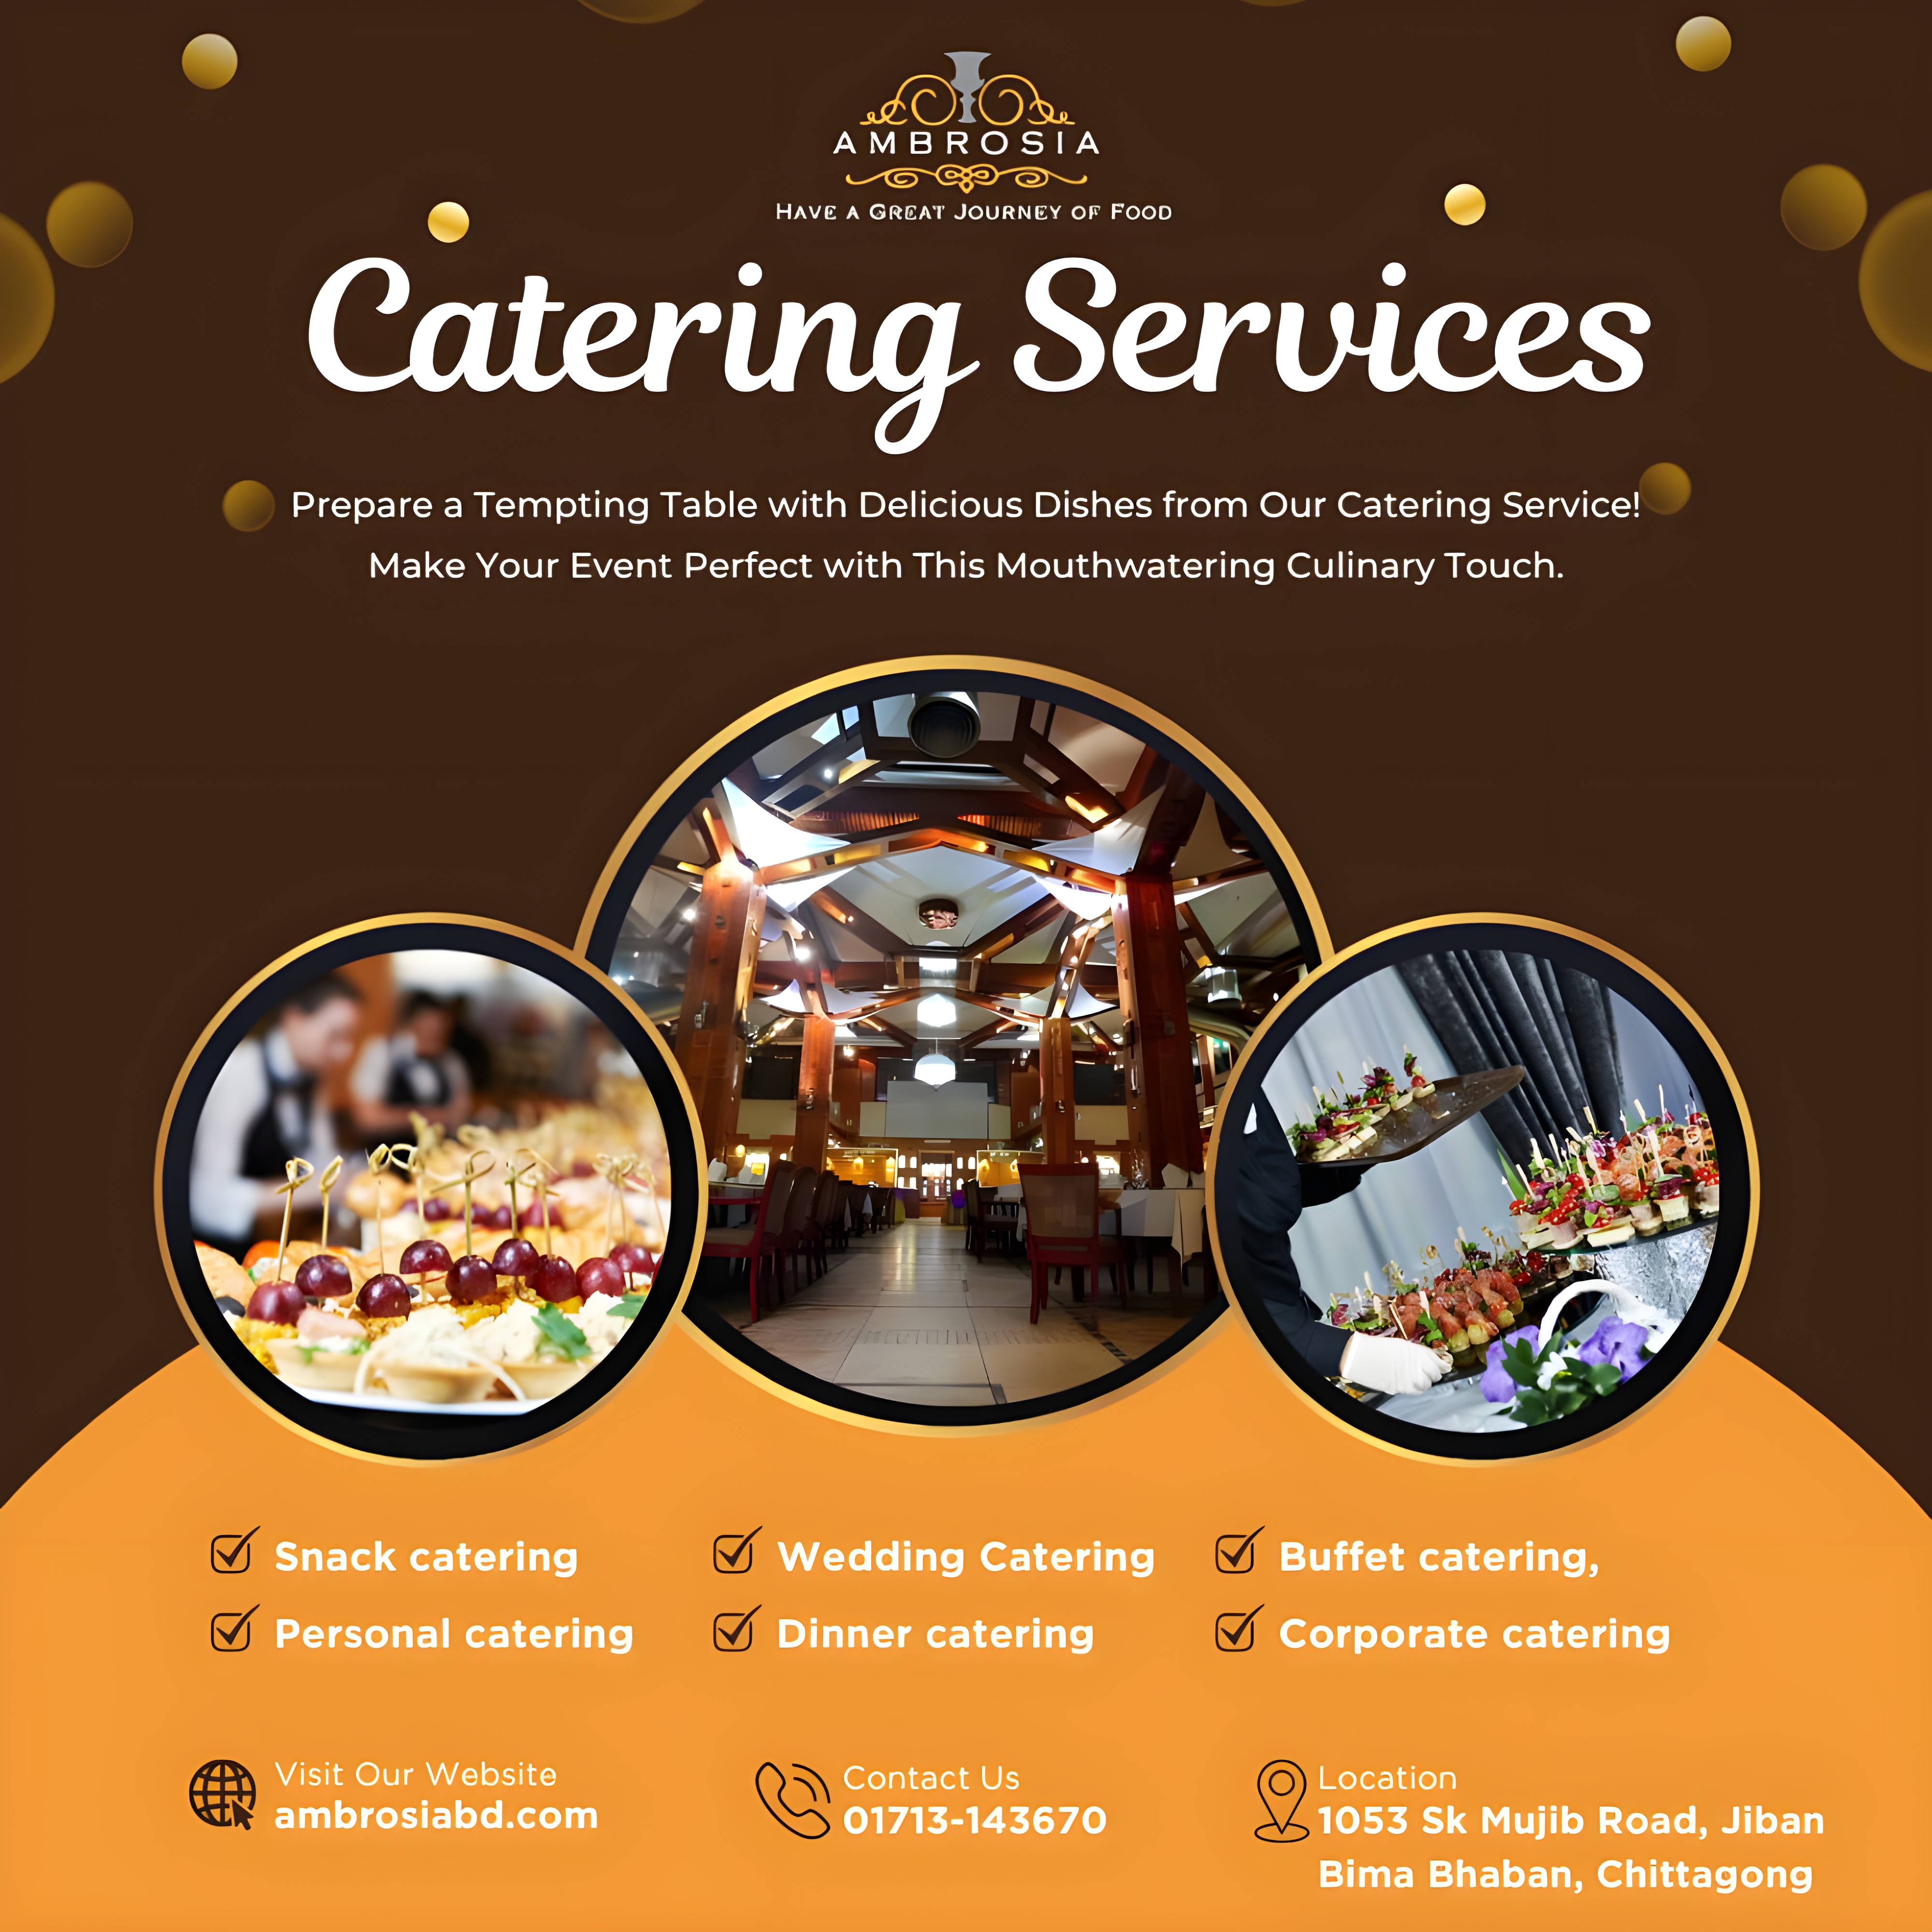 AMBROSIA
HAVE A GREAT JOURNEY OF FOOD
Catering Services
Prepare a Tempting Table with Delicious Dishes from Our Catering Service!
Make Your Event Perfect with This Mouthwatering Culinary Touch.
Snack catering
Wedding Catering
Buffet catering,
Personal catering
Dinner catering
Corporate catering
Visit Our Website
ambrosiabd.com
Contact Us
01713-143670
Location
1053 Sk Mujib Road, Jiban
Bima Bhaban, Chittagong